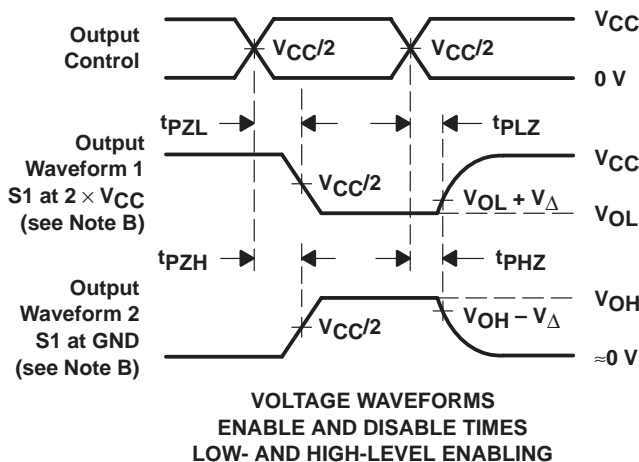 Output
Control
VCC/2
VCC/2
VCC
0 V
tPZL
tPLZ
Output
Waveform 1
S1 at 2 × VCC
(see Note B)
VCC/2
VOL + VΔ
VCC
VOL
tPZH
tPHZ
Output
Waveform 2
S1 at GND
(see Note B)
VCC/2
VOH − VΔ
VOH
≈0 V
VOLTAGE WAVEFORMS
ENABLE AND DISABLE TIMES
LOW- AND HIGH-LEVEL ENABLING